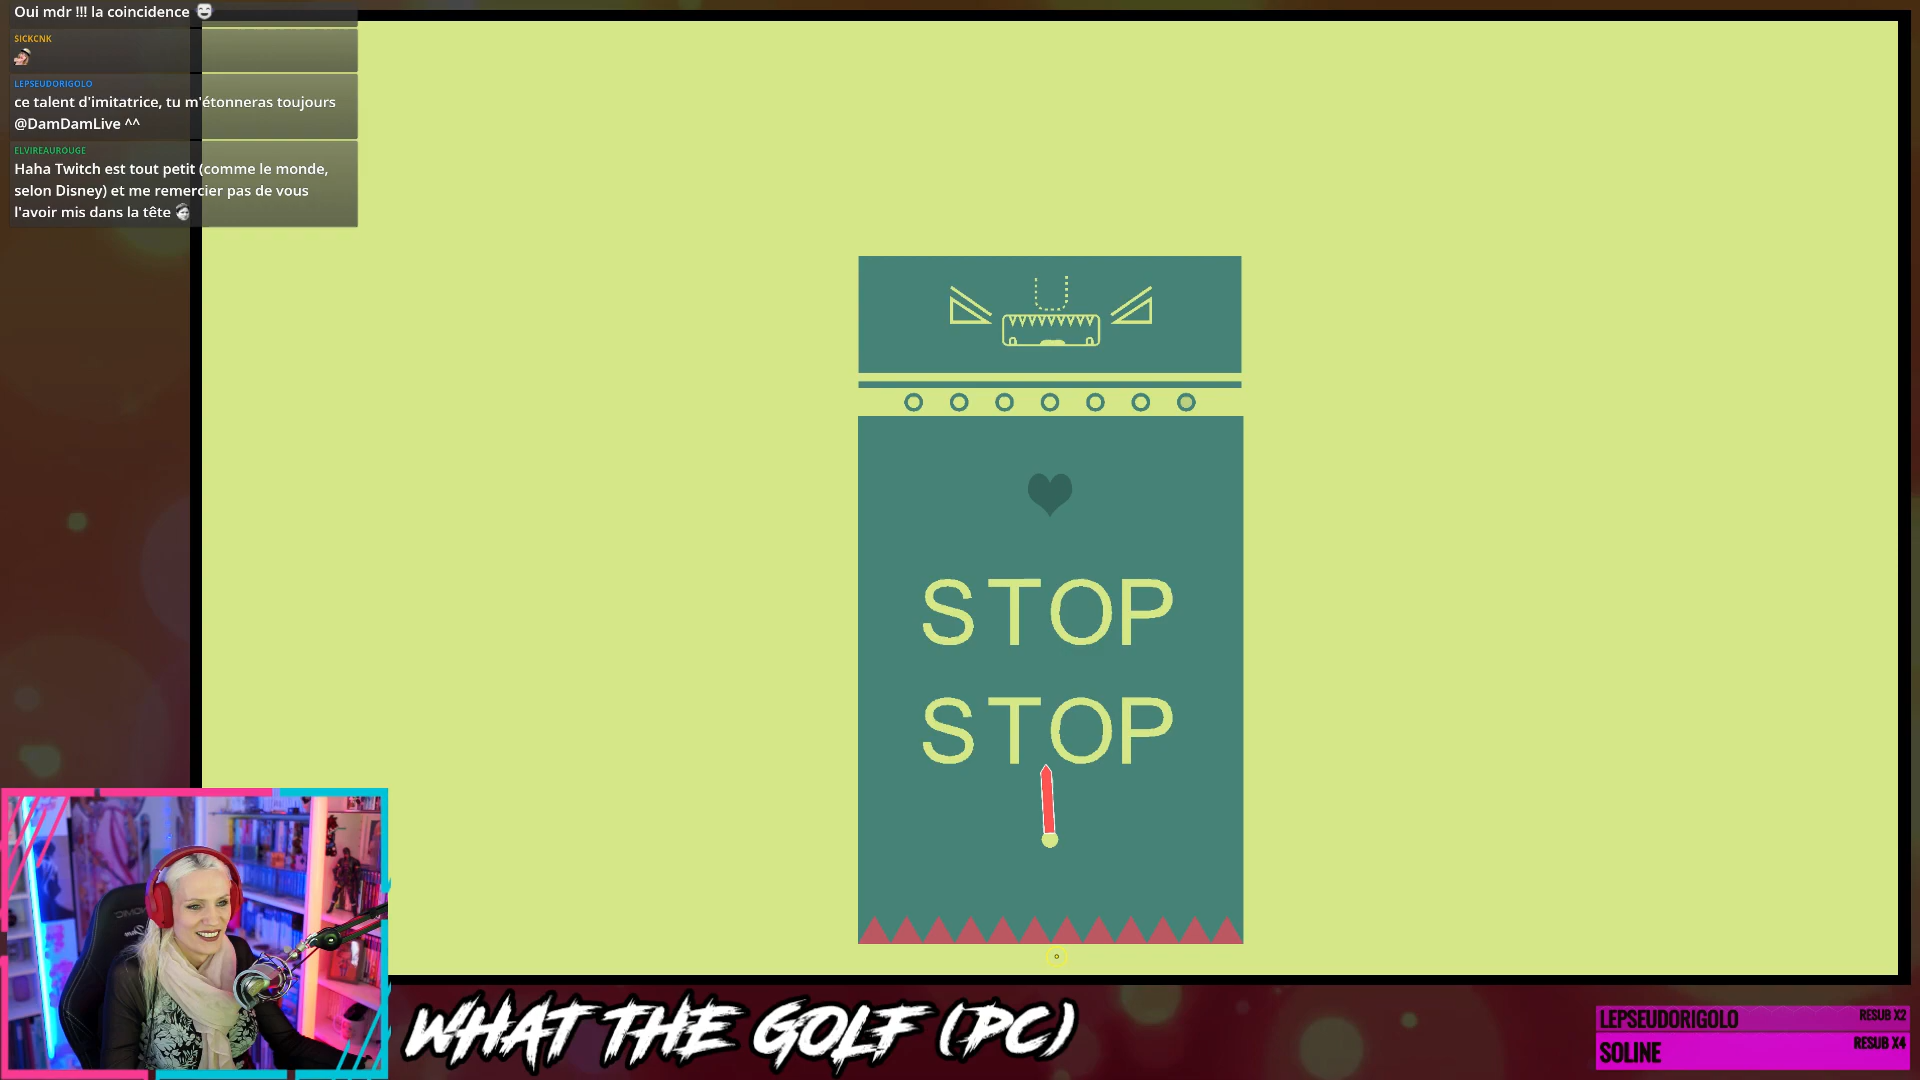 Oui mdr !!! la coincidence
SICKCNK
LEPSEUDORIGOLO
ce talent d'imitatrice, tu m'étonneras toujours
@DamDamLive ^^
ELVIREAUROUGE
Haha Twitch est tout petit (comme le monde,
selon Disney) et me remercier pas de vous
l'avoir mis dans la tête
STOP
STOP
WHAT THE GOLF (PC)
LEPSEUDORIGOLO RESUB X2
SOLINE RESUB X4